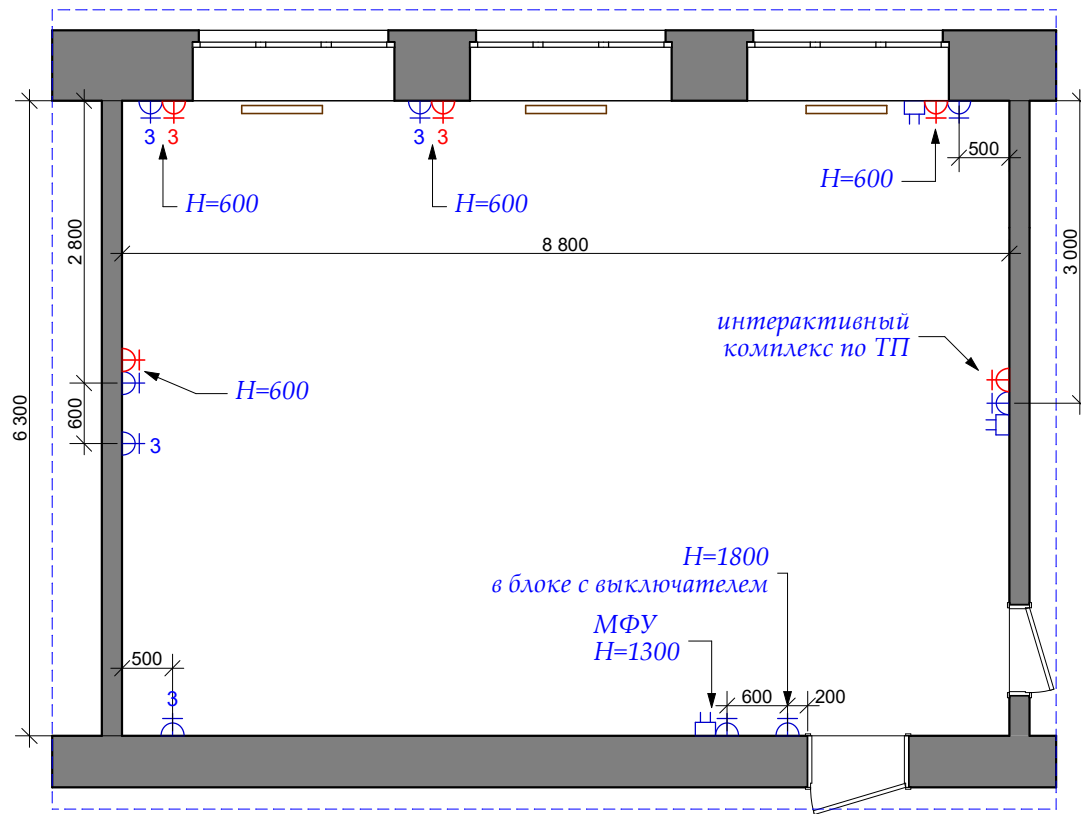 3 3
3 3
500
H=600
H=600
H=600
2 800
8 800
3 000
интерактивный
комплекс по ТП
H=600
6 300
600
3
H=1800
в блоке с выключателем
МФУ
H=1300
500
3
600
200